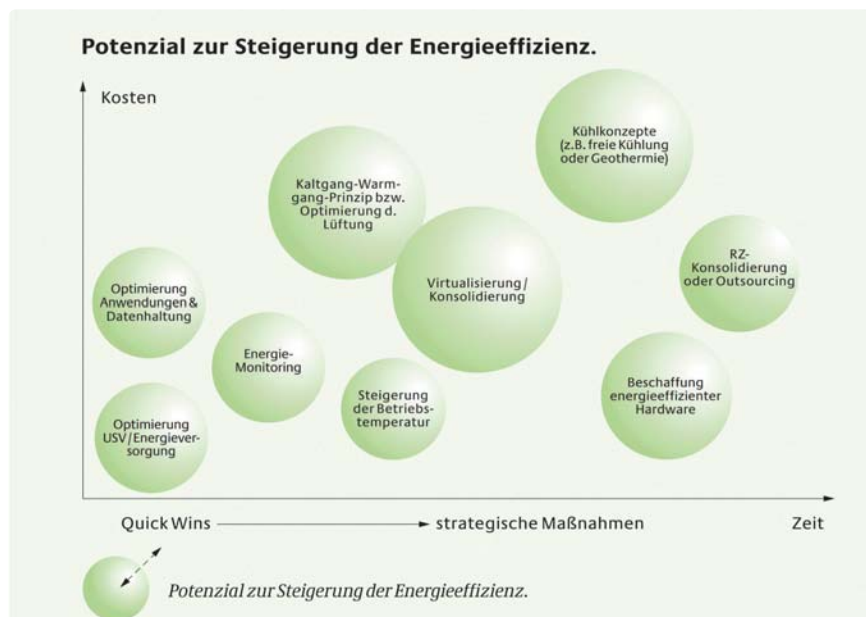 Potenzial zur Steigerung der Energieeffizienz.
Kosten
Kühlkonzepte
(z.B. freie Kühlung
oder Geothermie)
Kaltgang-Warm-
gang-Prinzip bzw.
Optimierung d.
Lüftung
RZ-
Konsolidierung
oder Outsourcing
Virtualisierung/
Konsolidierung
Optimierung
Anwendungen &
Datenhaltung
Energie-
Monitoring
Steigerung
der Betriebs-
temperatur
Beschaffung
energieeffizienter
Hardware
Optimierung
USV/Energiever-
sorgung
Quick Wins strategische Maßnahmen Zeit
Potenzial zur Steigerung der Energieeffizienz.